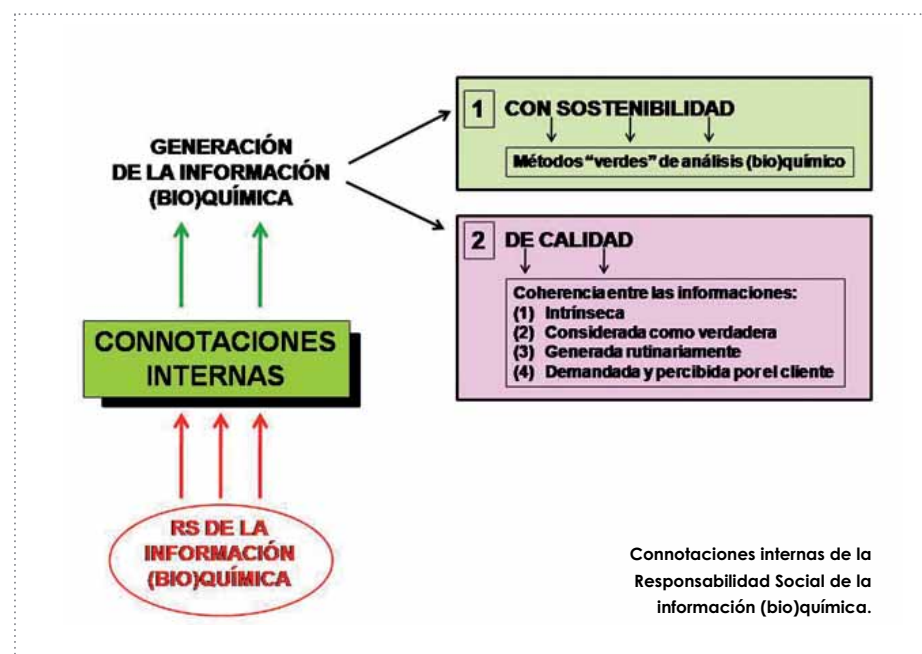 GENERACIÓN
DE LA INFORMACIÓN
(BIO)QUÍMICA
1 CON SOSTENIBILIDAD
Métodos “verdes” de análisis (bio)químico
2 DE CALIDAD
Coherencia entre las informaciones:
(1) Intrínseca
(2) Considerada como verdadera
(3) Generada rutinariamente
(4) Demandada y percibida por el cliente
CONNOTACIONES
INTERNAS
RS DE LA
INFORMACIÓN
(BIO)QUÍMICA
Connotaciones internas de la
Responsabilidad Social de la
información (bio)química.